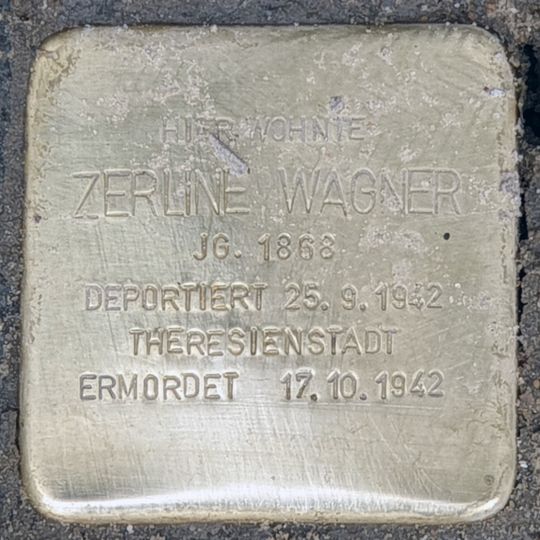 HIER WOHNTE
ZERLINE WAGNER
JG. 1868
DEPORTIERT 25.9.1942
THERESIENSTADT
ERMORDET 17.10.1942